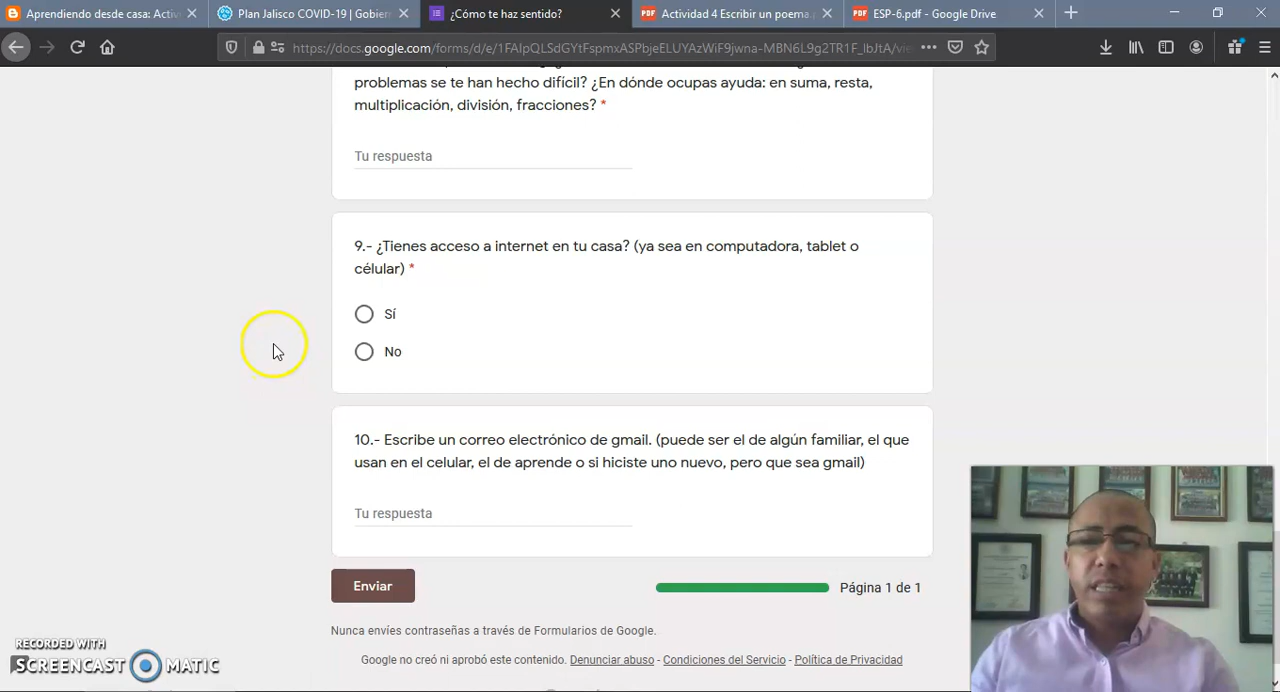 Aprendiendo desde casa: Activ
Plan Jalisco COVID-19 | Gobier
¿Cómo te haz sentido?
Actividad 4 Escribir un poema.p
ESP-6.pdf - Google Drive
https://docs.google.com/forms/d/e/1FAIpQLSdGYtFspmxASPbjeELUYAzWiF9jwna-MBN6L9g2TR1F_lbJtA/vie
problemas se te han hecho difícil? ¿En dónde ocupas ayuda: en suma, resta,
multiplicación, división, fracciones? *
Tu respuesta
9.- ¿Tienes acceso a internet en tu casa? (ya sea en computadora, tablet o
célular) *
Sí
No
10.- Escribe un correo electrónico de gmail. (puede ser el de algún familiar, el que
usan en el celular, el de aprende o si hiciste uno nuevo, pero que sea gmail)
Tu respuesta
Enviar
Página 1 de 1
Nunca envíes contraseñas a través de Formularios de Google.
Google no creó ni aprobó este contenido. Denunciar abuso - Condiciones del Servicio - Política de Privacidad
RECORDED WITH
SCREENCAST MATIC